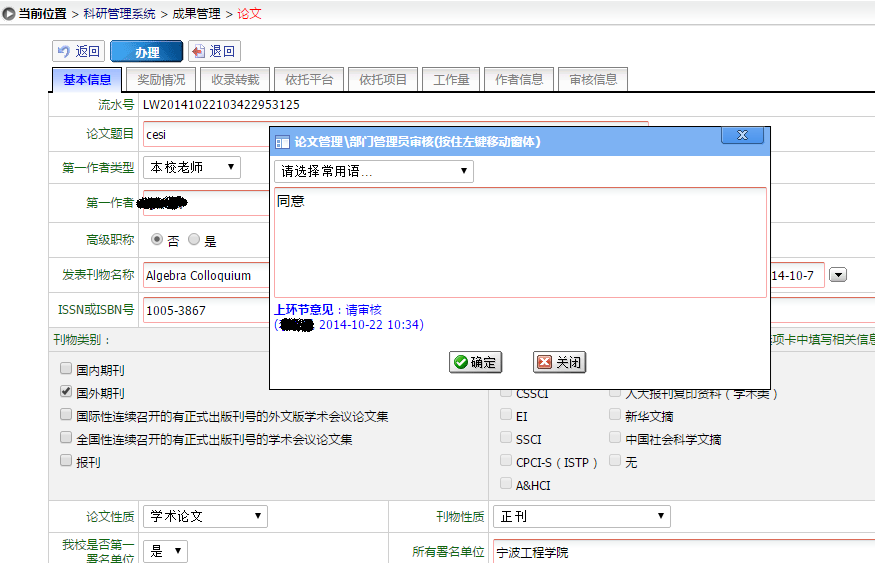 当前位置 > 科研管理系统 > 成果管理 > 论文
返回 办理 退回
基本信息 奖励情况 收录转载 依托平台 依托项目 工作量 作者信息 审核信息
流水号 LW20141022103422953125
论文题目 cesi
论文管理\部门管理员审核(按住左键移动窗体)
请选择常用语...
同意
上环节意见：请审核
( 2014-10-22 10:34)
确定 关闭
第一作者类型 本校老师
第一作者
高级职称 否 是
发表刊物名称 Algebra Colloquium 14-10-7
ISSN或ISBN号 1005-3867
刊物类别： 项卡中填写相关信息
国内期刊
国外期刊 CSSCI 人大报刊复印资料（学术类）
国际性连续召开的有正式出版刊号的外文版学术会议论文集 EI 新华文摘
全国性连续召开的有正式出版刊号的学术会议论文集 SSCI 中国社会科学文摘
报刊 CPCI-S（ISTP） 无
A&HCI
论文性质 学术论文 刊物性质 正刊
我校是否第一
署名单位 是 所有署名单位 宁波工程学院